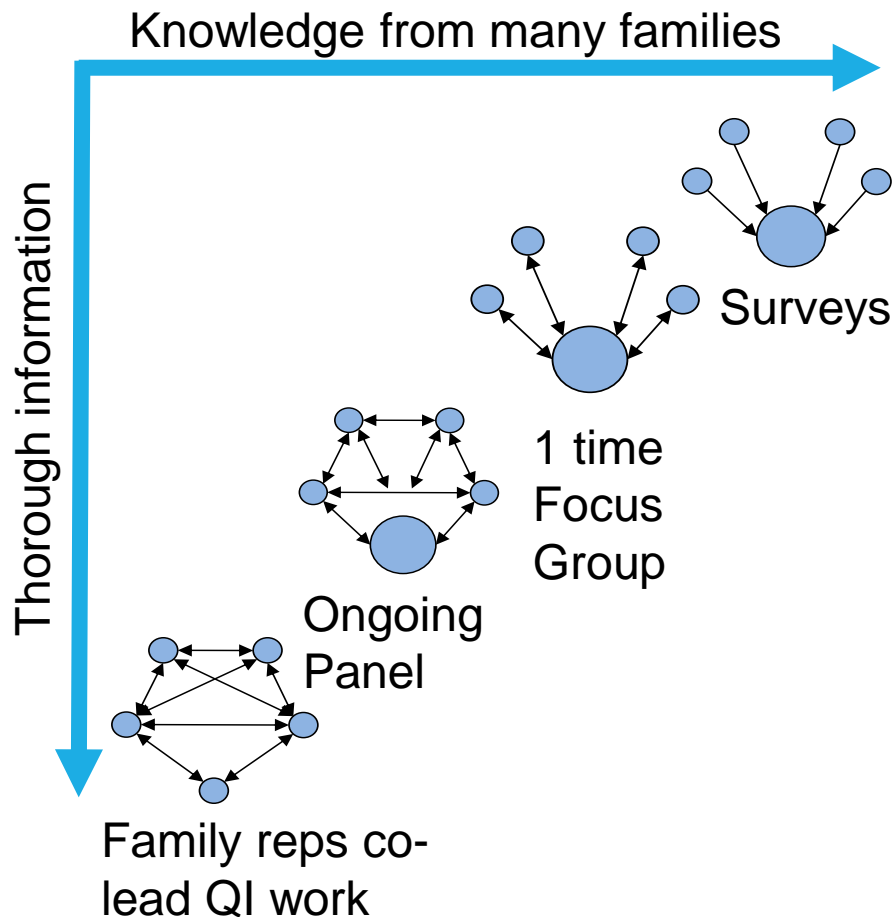 Knowledge from many families
Thorough information
Surveys
1 time
Focus
Group
Ongoing
Panel
Family reps co-
lead QI work